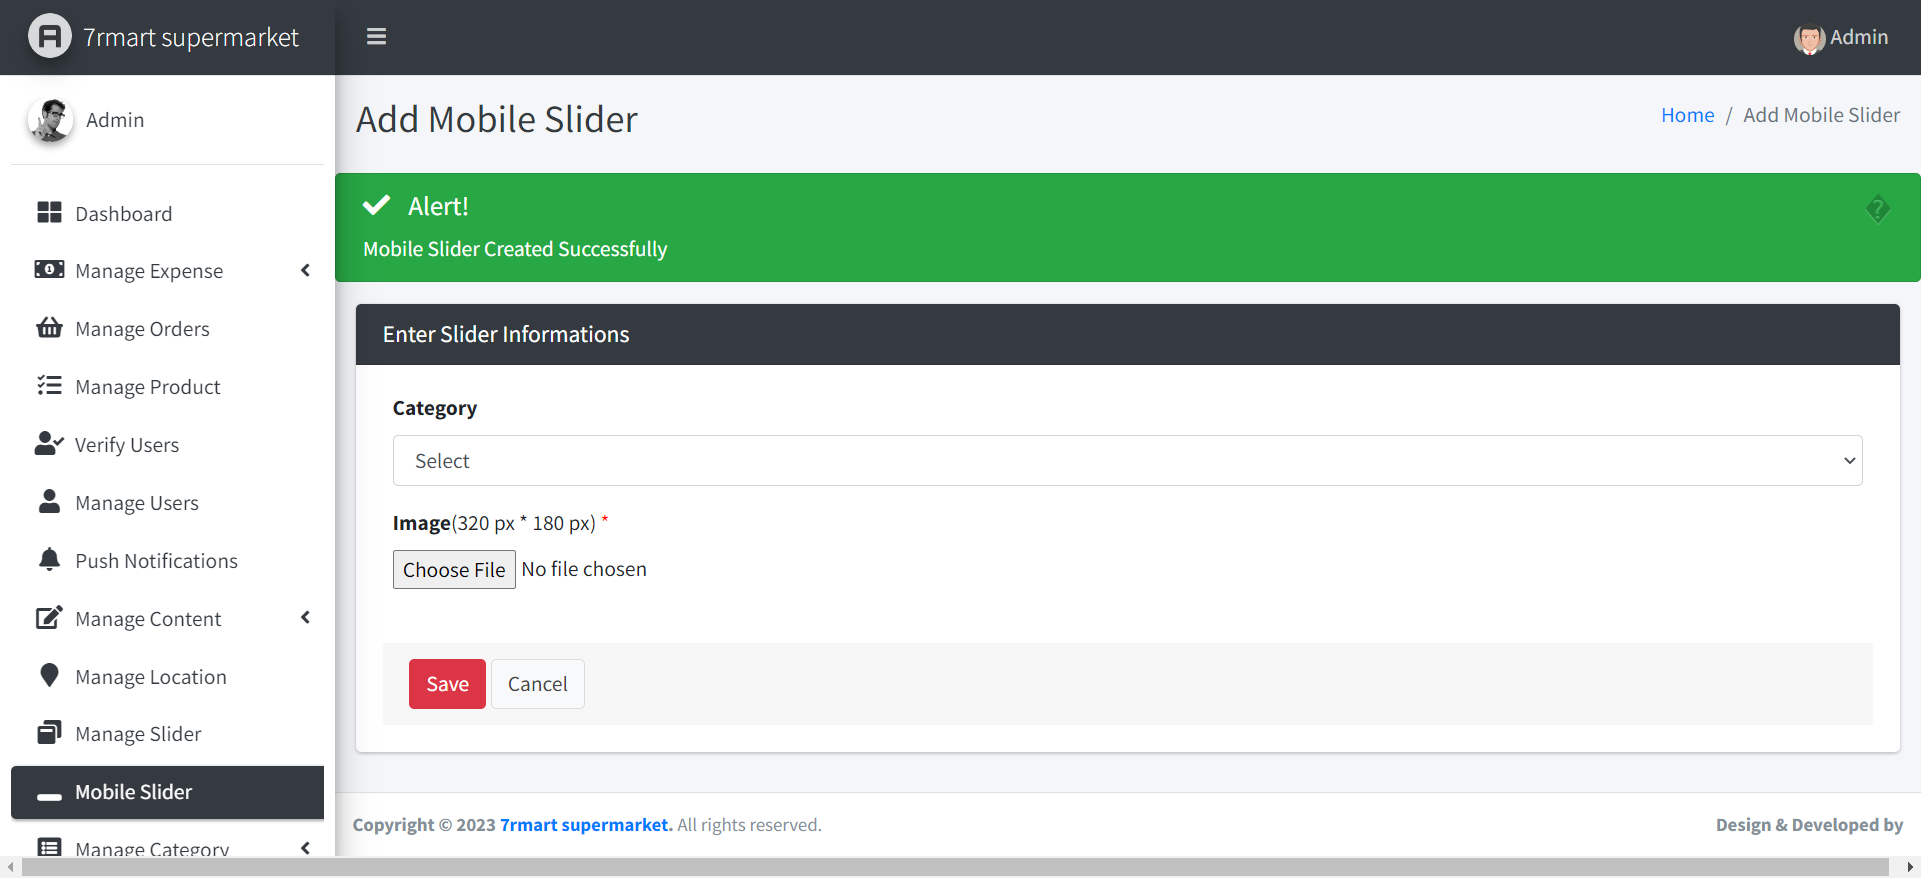 7rmart supermarket
Admin
Admin
Dashboard
Manage Expense
Manage Orders
Manage Product
Verify Users
Manage Users
Push Notifications
Manage Content
Manage Location
Manage Slider
Mobile Slider
Manage Category
Add Mobile Slider
Home / Add Mobile Slider
Alert!
Mobile Slider Created Successfully
Enter Slider Informations
Category
Select
Image(320 px * 180 px) *
Choose File No file chosen
Save Cancel
Copyright © 2023 7rmart supermarket. All rights reserved.
Design & Developed by